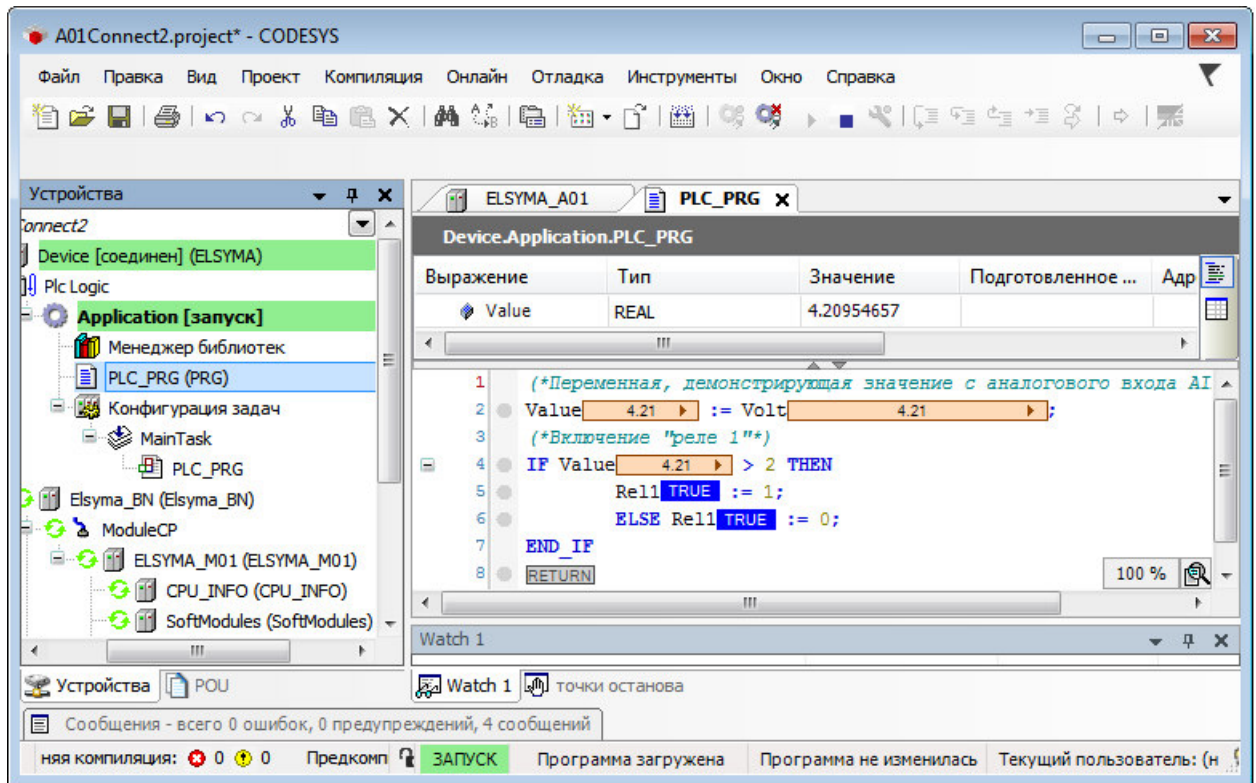 A01Connect2.project* - CODESYS
Файл Правка Вид Проект Компиляция Онлайн Отладка Инструменты Окно Справка
Устройства
onnect2
Device [соединен] (ELSYMA)
Plc Logic
Application [запуск]
Менеджер библиотек
PLC_PRG (PRG)
Конфигурация задач
MainTask
PLC_PRG
Elsyma_BN (Elsyma_BN)
ModuleCP
ELSYMA_M01 (ELSYMA_M01)
CPU_INFO (CPU_INFO)
SoftModules (SoftModules)
Устройства POU
ELSYMA_A01 PLC_PRG
Device.Application.PLC_PRG
Выражение Тип Значение Подготовленное ... Адр
Value REAL 4.20954657
1 (*Переменная, демонстрирующая значение с аналогового входа AI
2 Value 4.21 := Volt 4.21 ;
3 (*Включение "реле 1"*)
4 IF Value 4.21 > 2 THEN
5 Rel1 TRUE := 1;
6 ELSE Rel1 TRUE := 0;
7 END_IF
8 RETURN
100 %
Watch 1
Watch 1 точки останова
Сообщения - всего 0 ошибок, 0 предупреждений, 4 сообщений
няя компиляция: 0 0 Предкомп ЗАПУСК Программа загружена Программа не изменилась Текущий пользователь: (н